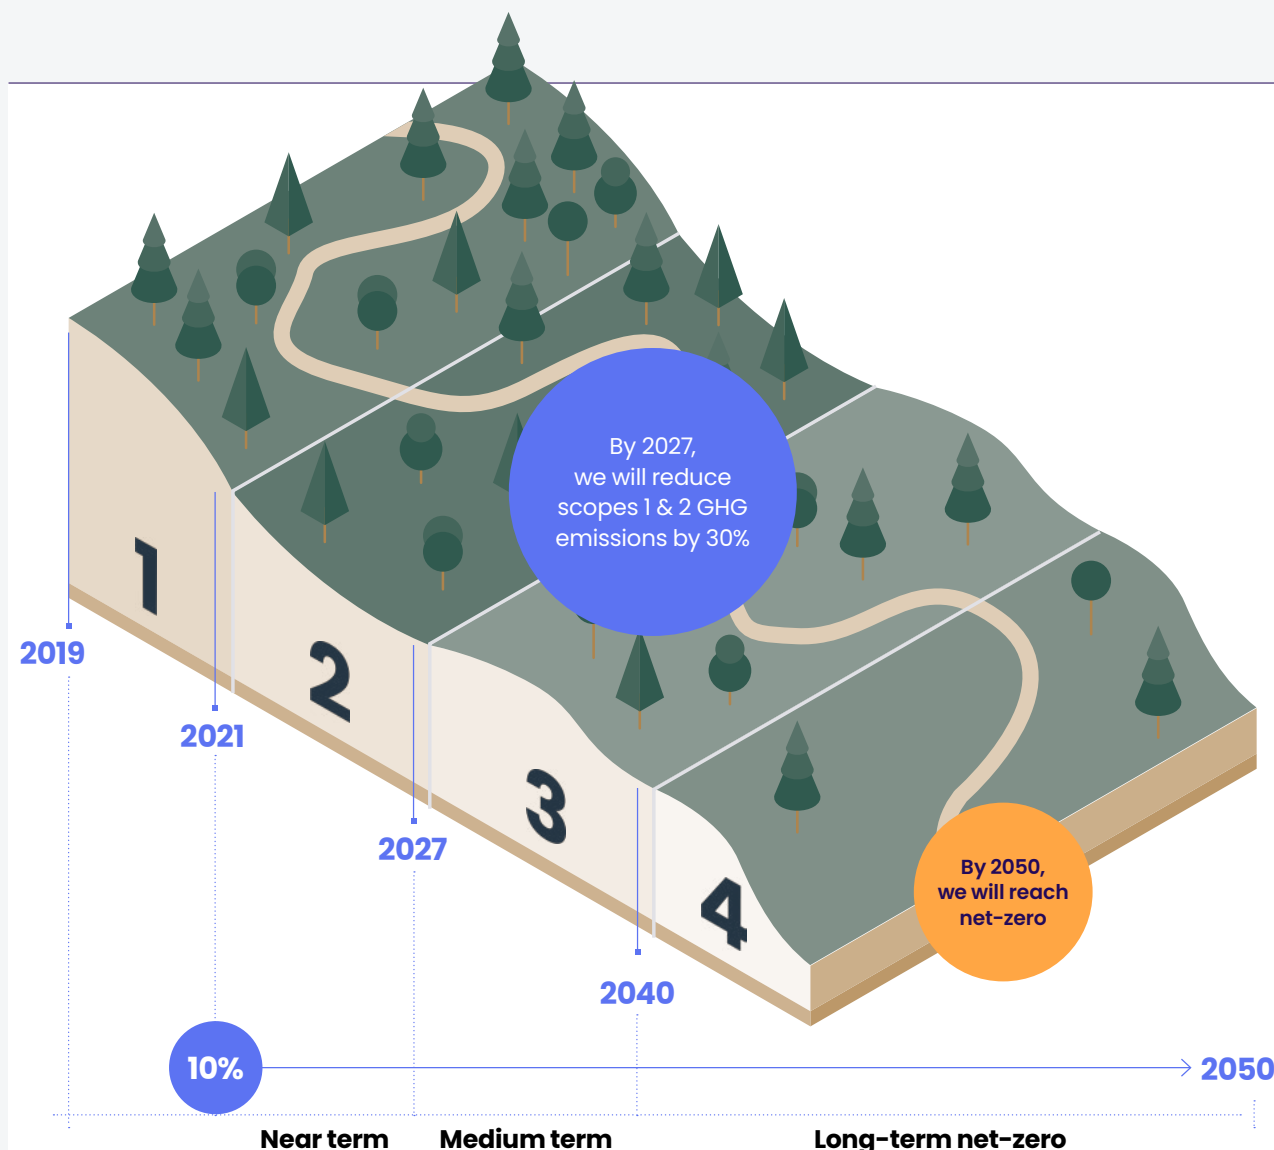 By 2027,
we will reduce
scopes 1 & 2 GHG
emissions by 30%
1
2
3
4
2019
2021
2027
2040
By 2050,
we will reach
net-zero
10%
2050
Near term
Medium term
Long-term net-zero